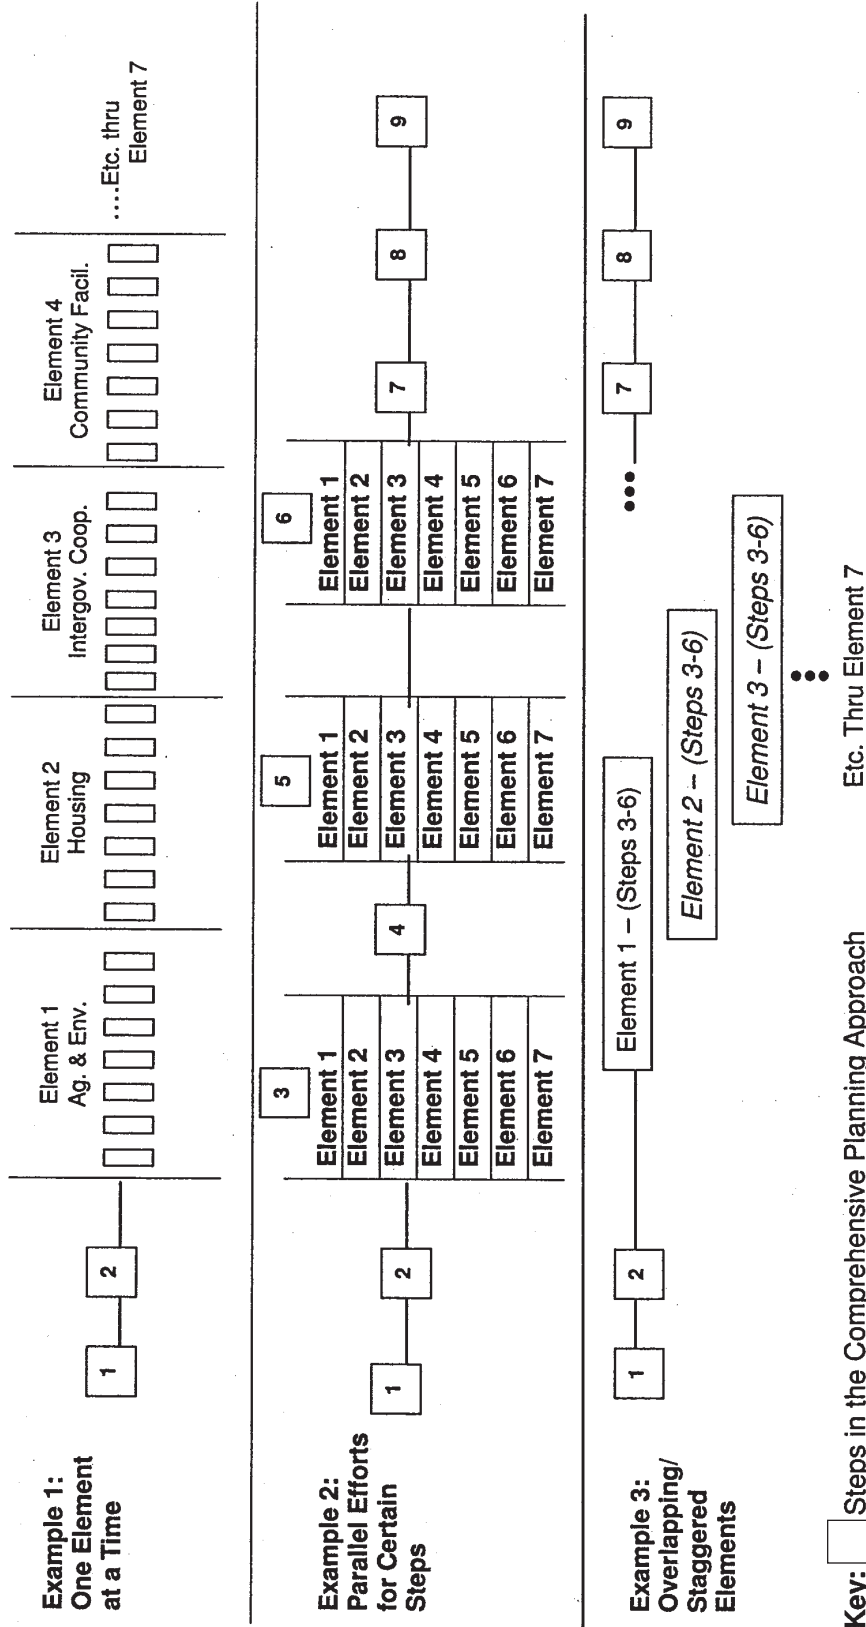 Example 1:
One Element
at a Time
1
2
Element 1
Ag. & Env.
Element 2
Housing
Element 3
Intergov. Coop.
Element 4
Community Facil.
....Etc. thru
Element 7
Example 2:
Parallel Efforts
for Certain
Steps
1
2
3
Element 1
Element 2
Element 3
Element 4
Element 5
Element 6
Element 7
4
5
Element 1
Element 2
Element 3
Element 4
Element 5
Element 6
Element 7
6
Element 1
Element 2
Element 3
Element 4
Element 5
Element 6
Element 7
7
8
9
Example 3:
Overlapping/
Staggered
Elements
1
2
Element 1 – (Steps 3-6)
Element 2 – (Steps 3-6)
Element 3 – (Steps 3-6)
•••
Etc. Thru Element 7
•••
7
8
9
Key: Steps in the Comprehensive Planning Approach